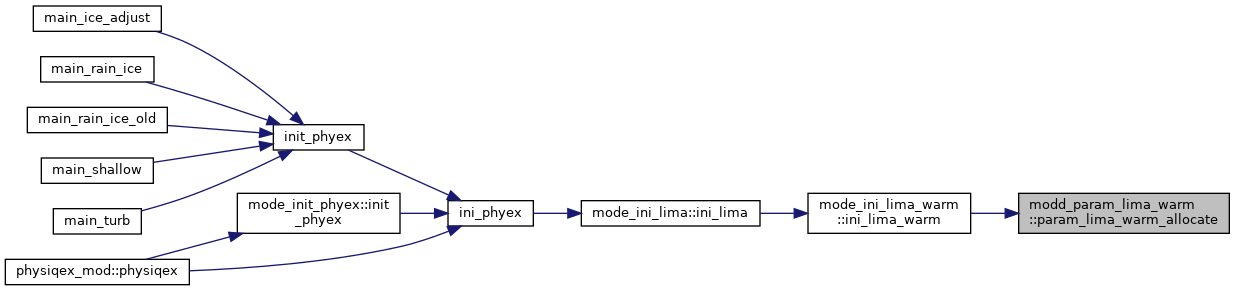 main_ice_adjust
main_rain_ice
main_rain_ice_old
main_shallow
main_turb
physiqex_mod::physiqex
init_phyex
mode_init_phyex::init
_phyex
ini_phyex
mode_ini_lima::ini_lima
mode_ini_lima_warm
::ini_lima_warm
modd_param_lima_warm
::param_lima_warm_allocate